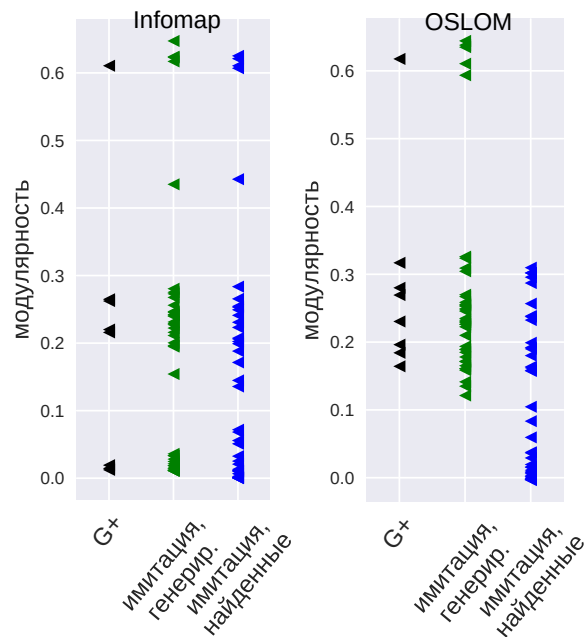 Infomap
OSLOM
модулярность
0.6
0.5
0.4
0.3
0.2
0.1
0.0
G+
имитация,
генерир.
имитация,
найденные
модулярность
0.6
0.5
0.4
0.3
0.2
0.1
0.0
G+
имитация,
генерир.
имитация,
найденные